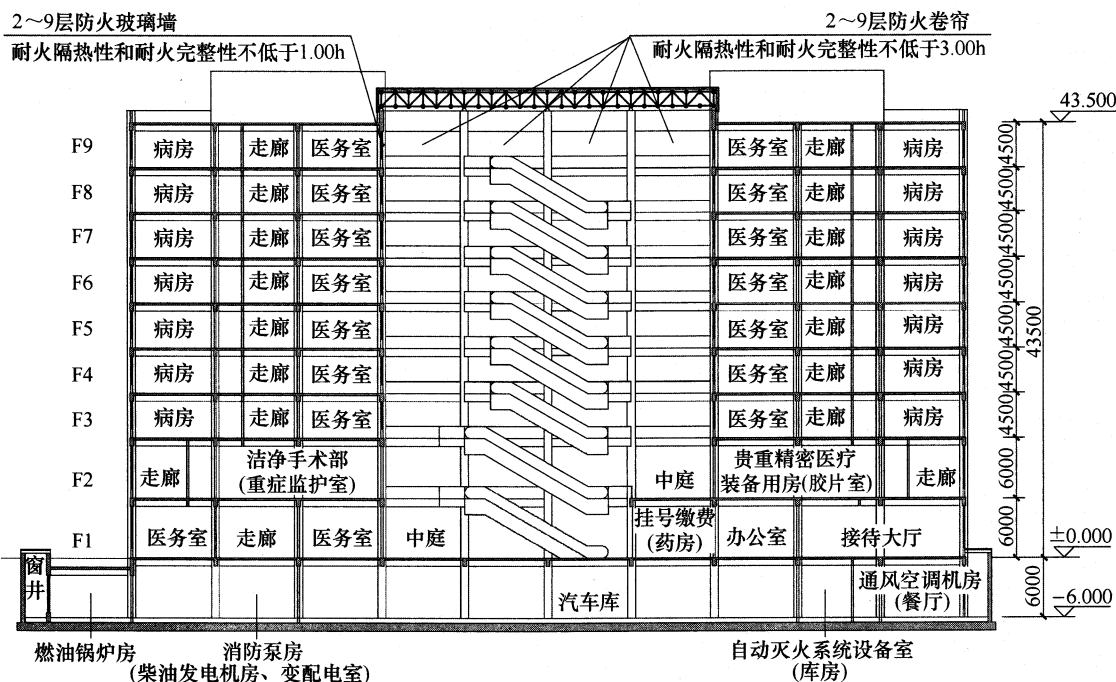 2～9层防火玻璃墙
耐火隔热性和耐火完整性不低于1.00h
2～9层防火卷帘
耐火隔热性和耐火完整性不低于3.00h
43.500
F9 病房 走廊 医务室 医务室 走廊 病房 4500
F8 病房 走廊 医务室 医务室 走廊 病房 4500
F7 病房 走廊 医务室 医务室 走廊 病房 4500
F6 病房 走廊 医务室 医务室 走廊 病房 4500
F5 病房 走廊 医务室 医务室 走廊 病房 4500
43500
F4 病房 走廊 医务室 医务室 走廊 病房 4500
F3 病房 走廊 医务室 医务室 走廊 病房 4500
F2 走廊 洁净手术部 中庭 贵重精密医疗 走廊 6000
(重症监护室) 装备用房(胶片室)
F1 医务室 走廊 医务室 中庭 挂号缴费 办公室 接待大厅 6000
(药房)
±0.000
窗井 汽车库 通风空调机房 6000
(餐厅)
−6.000
燃油锅炉房 消防泵房 自动灭火系统设备室
(柴油发电机房、变配电室) (库房)